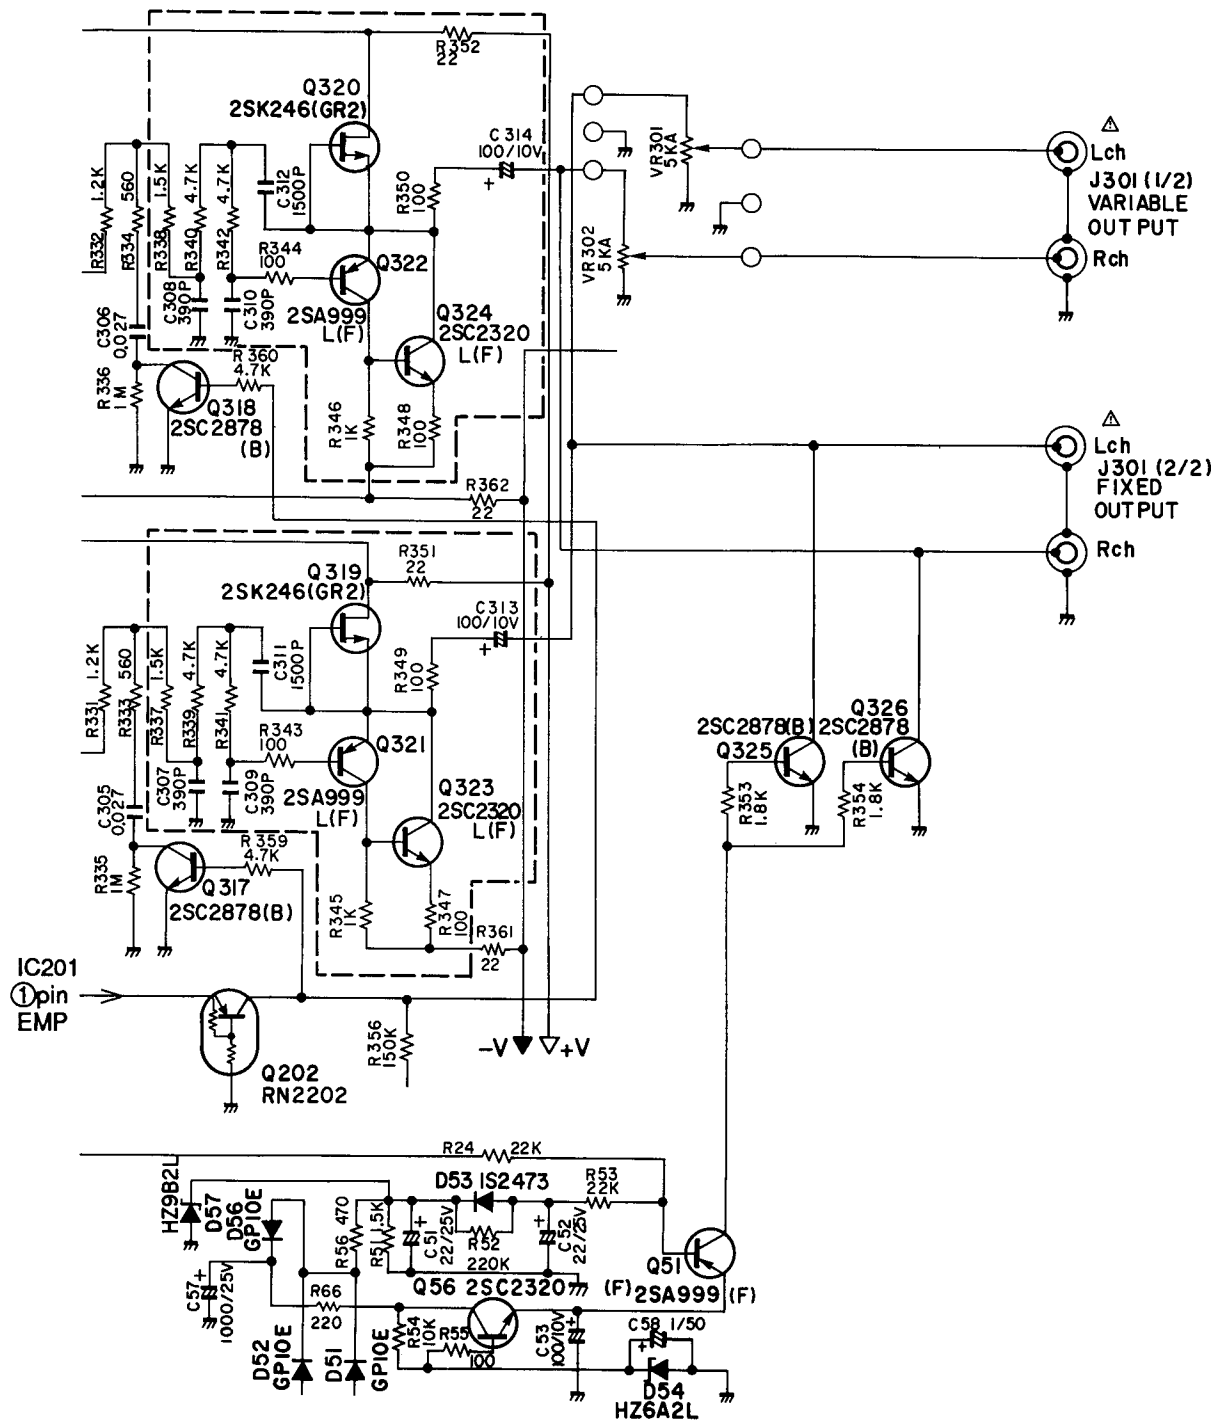 R352
22
Q320
2SK246(GR2)
C 314
100/10V
+
VR301
5KA
Lch
J301(1/2)
VARIABLE
OUTPUT
Rch
1.2K
560
1.5K
4.7K
4.7K
C312
1500P
R350
100
R332
R334
R338
R340
R342
R344
100
Q322
VR302
5KA
C308
390P
C310
390P
2SA999
L(F)
Q324
2SC2320
L(F)
C306
0.027
R360
4.7K
R336
1M
Q318
2SC2878
(B)
R346
1K
R348
100
Lch
J301(2/2)
FIXED
OUTPUT
Rch
R362
22
R351
22
Q319
2SK246(GR2)
C313
100/10V
+
1.2K
560
1.5K
4.7K
4.7K
C311
1500P
R349
100
R331
R333
R337
R339
R341
R343
100
Q321
2SC2878(B)
Q325
Q326
2SC2878
(B)
C307
390P
C309
390P
2SA999
L(F)
Q323
2SC2320
L(F)
R353
1.8K
R354
1.8K
C305
0.027
R359
4.7K
R335
1M
Q317
2SC2878(B)
R345
1K
R347
100
R361
22
IC201
①pin
EMP
R356
150K
-V
+V
Q202
RN2202
R24
22K
HZ9B2L
D57
D56
GP10E
D53 1S2473
R53
22K
R56 470
R51 1.5K
C51
22/25V
+
R52
220K
C52
22/25V
+
Q51
2SA999 (F)
C57
1000/25V
+
R66
220
Q56 2SC2320 (F)
R54
10K
R55
100
C53
100/10V
+
C58 1/50
+
D52
GP10E
D51
GP10E
D54
HZ6A2L